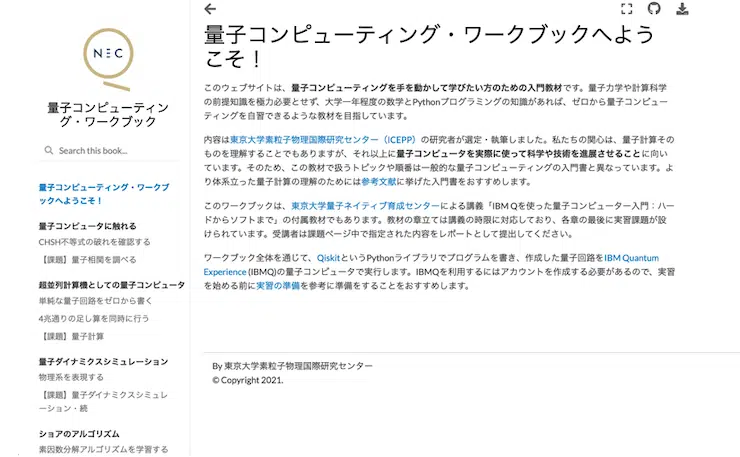 NEC
量子コンピューティン
グ・ワークブック
Search this book...
量子コンピューティング・ワークブッ
クへようこそ！
量子コンピュータに触れる
CHSH不等式の破れを確認する
【課題】量子相関を調べる
超並列計算機としての量子コンピュータ
単純な量子回路をゼロから書く
4兆通りの足し算を同時に行う
【課題】量子計算
量子ダイナミクスシミュレーション
物理系を表現する
【課題】量子ダイナミクスシミュレ
ーション・続
ショアのアルゴリズム
素因数分解アルゴリズムを学習する
量子コンピューティング・ワークブックへよう
こそ！
このウェブサイトは、量子コンピューティングを手を動かして学びたい方のための入門教材です。量子力学や計算科学
の前提知識を極力必要とせず、大学一年程度の数学とPythonプログラミングの知識があれば、ゼロから量子コンピュー
ティングを自習できるような教材を目指しています。
内容は東京大学素粒子物理国際研究センター（ICEPP）の研究者が選定・執筆しました。私たちの関心は、量子計算そ
のものを理解することでもありますが、それ以上に量子コンピュータを実際に使って科学や技術を進展させることに向い
ています。そのため、この教材で扱うトピックや順番は一般的な量子コンピューティングの入門書と異なっています。よ
り体系立った量子計算の理解のためには参考文献に挙げた入門書をおすすめします。
このワークブックは、東京大学量子ネイティブ育成センターによる講義「IBM Qを使った量子コンピューター入門：ハー
ドからソフトまで」の付属教材でもあります。教材の章立ては講義の時限に対応しており、各章の最後に実習課題が設
けられています。受講者は課題ページ中で指定された内容をレポートとして提出してください。
ワークブック全体を通じて、QiskitというPythonライブラリでプログラムを書き、作成した量子回路をIBM Quantum
Experience (IBMQ)の量子コンピュータで実行します。IBMQを利用するにはアカウントを作成する必要があるので、実習
を始める前に実習の準備を参考に準備をすることをおすすめします。
By 東京大学素粒子物理国際研究センター
© Copyright 2021.